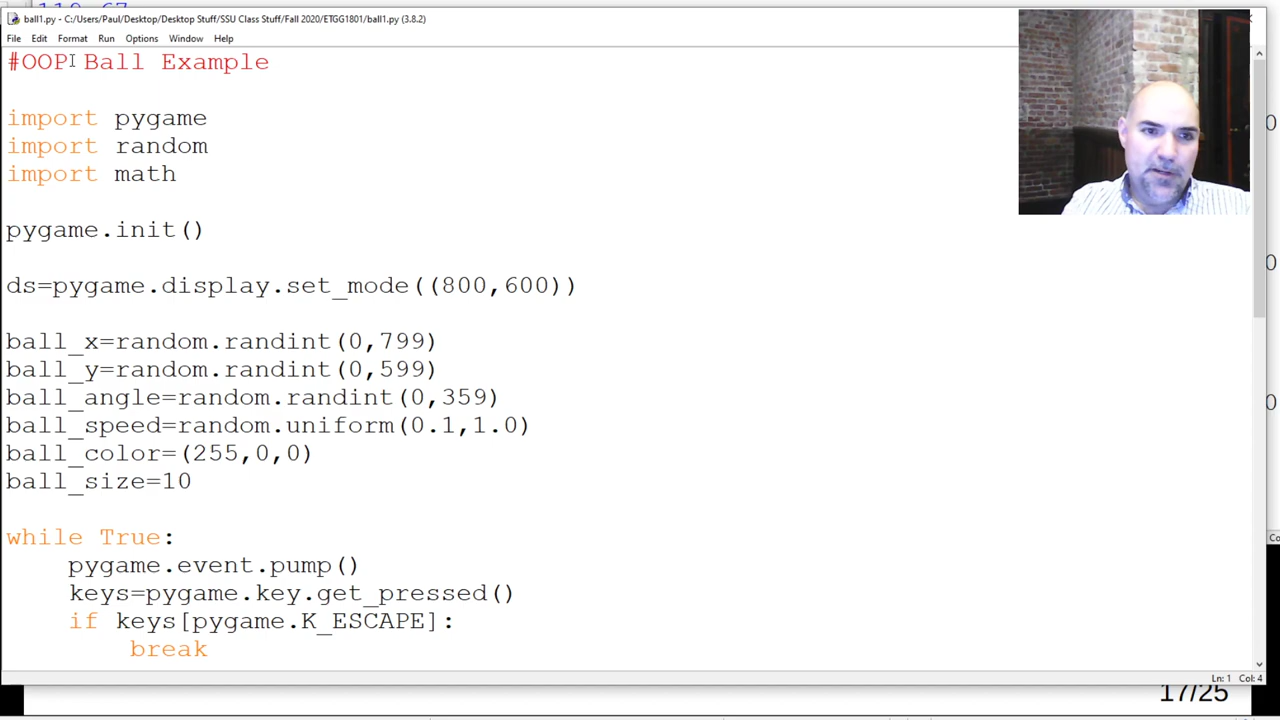 ball1.py - C:/Users/Paul/Desktop/Desktop Stuff/SSU Class Stuff/Fall 2020/ETGG1801/ball1.py (3.8.2)
File Edit Format Run Options Window Help
#OOP Ball Example
import pygame
import random
import math
pygame.init()
ds=pygame.display.set_mode((800,600))
ball_x=random.randint(0,799)
ball_y=random.randint(0,599)
ball_angle=random.randint(0,359)
ball_speed=random.uniform(0.1,1.0)
ball_color=(255,0,0)
ball_size=10
while True:
    pygame.event.pump()
    keys=pygame.key.get_pressed()
    if keys[pygame.K_ESCAPE]:
        break
Ln: 1 Col: 4
17/25